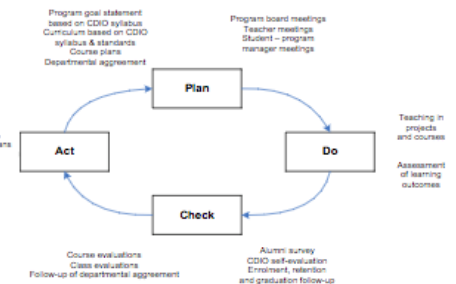 Program goal statement
based on CDIO syllabus
Curriculum based on CDIO
syllabus & standards
Course plans
Departmental aggreement
Program board meetings
Teacher meetings
Student – program
manager meetings
Plan
Teaching in
projects
and courses
Act
Do
Assessment
of learning
outcomes
Check
Course evaluations
Class evaluations
Follow-up of departmental aggreement
Alumni survey
CDIO self-evaluation
Enrolment, retention
and graduation follow-up